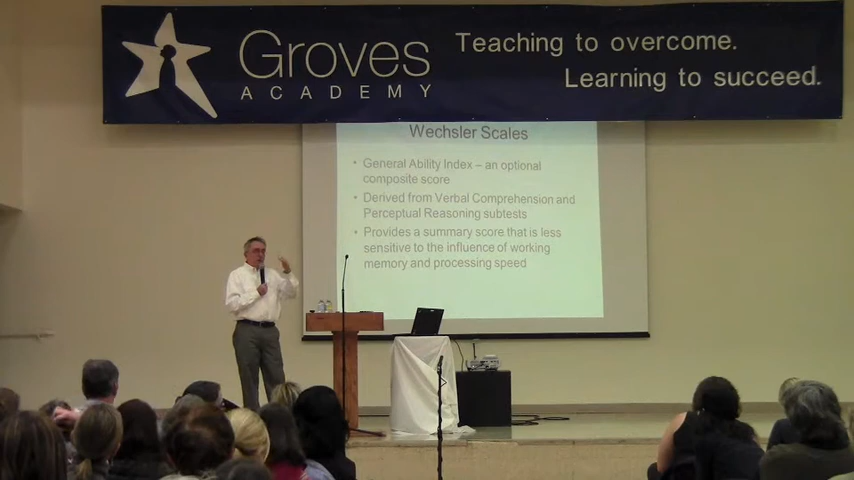 Groves
ACADEMY
Teaching to overcome.
Learning to succeed.
Wechsler Scales
• General Ability Index – an optional
composite score
• Derived from Verbal Comprehension and
Perceptual Reasoning subtests
• Provides a summary score that is less
sensitive to the influence of working
memory and processing speed